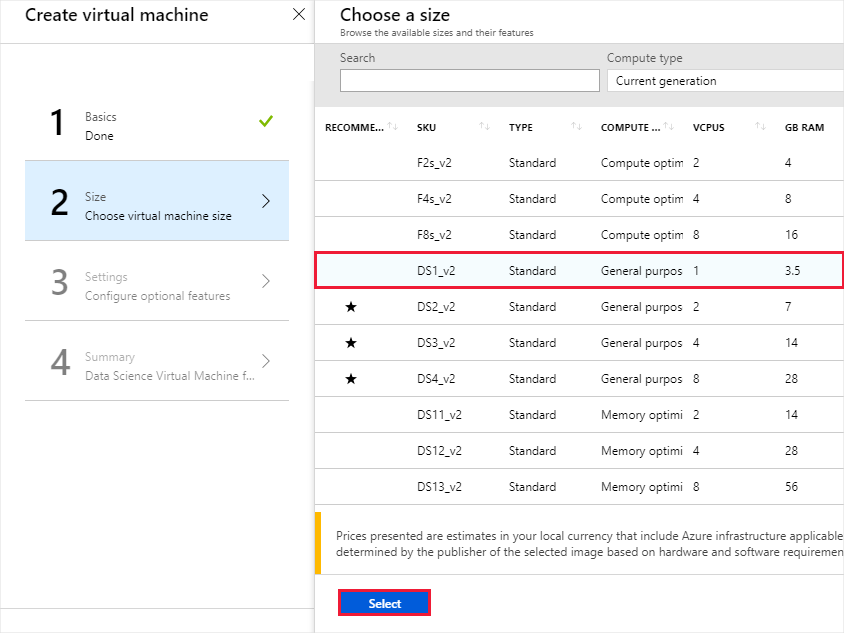 Create virtual machine
1
Basics
Done
2
Size
Choose virtual machine size
3
Settings
Configure optional features
4
Summary
Data Science Virtual Machine f...
Choose a size
Browse the available sizes and their features
Search Compute type
Current generation
RECOMME... SKU TYPE COMPUTE ... VCPUS GB RAM
F2s_v2 Standard Compute optim 2 4
F4s_v2 Standard Compute optim 4 8
F8s_v2 Standard Compute optim 8 16
DS1_v2 Standard General purpos 1 3.5
★ DS2_v2 Standard General purpos 2 7
★ DS3_v2 Standard General purpos 4 14
★ DS4_v2 Standard General purpos 8 28
DS11_v2 Standard Memory optimi 2 14
DS12_v2 Standard Memory optimi 4 28
DS13_v2 Standard Memory optimi 8 56
Prices presented are estimates in your local currency that include Azure infrastructure applicable
determined by the publisher of the selected image based on hardware and software requiremen
Select